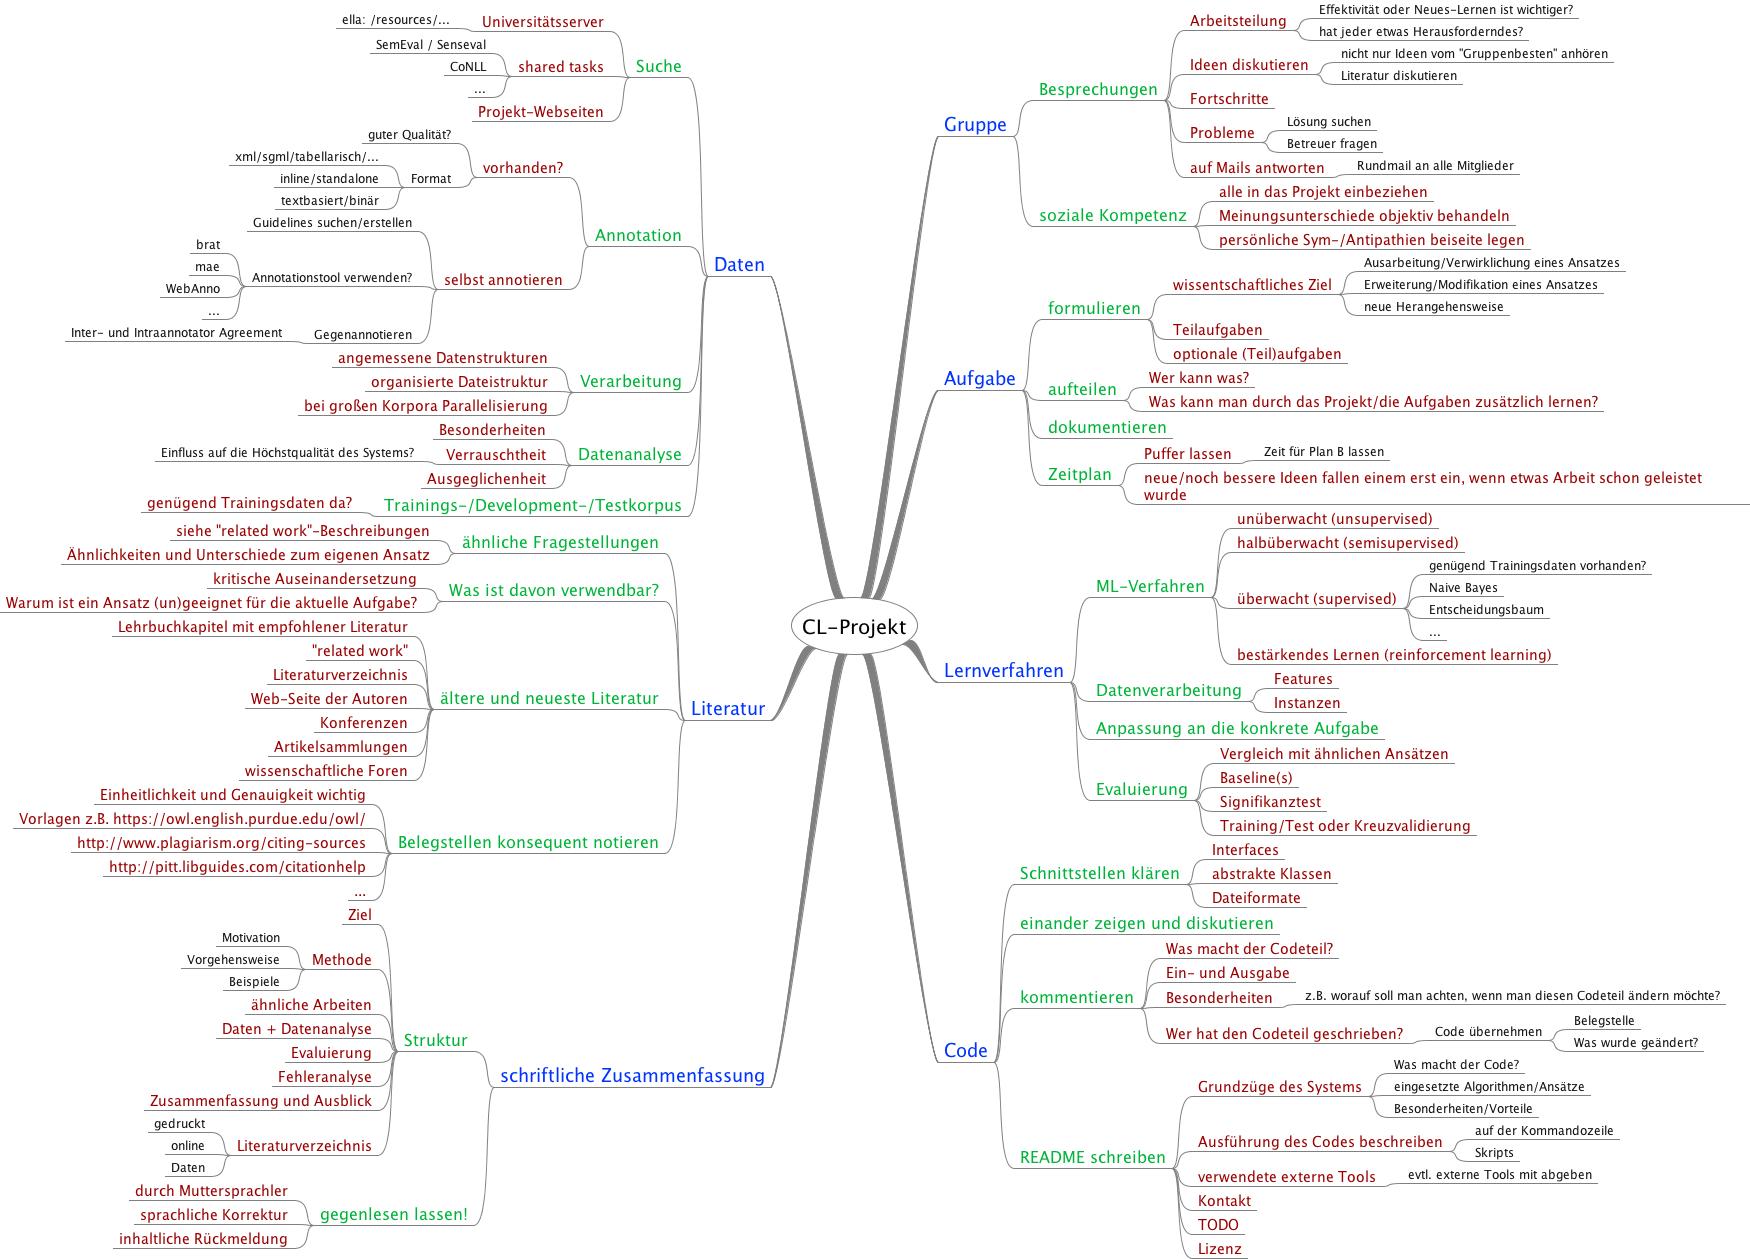 CL-Projekt
Daten
Suche
Universitätsserver
ella: /resources/...
shared tasks
SemEval / Senseval
CoNLL
...
Projekt-Webseiten
Annotation
vorhanden?
guter Qualität?
Format
xml/sgml/tabellarisch/...
inline/standalone
textbasiert/binär
selbst annotieren
Guidelines suchen/erstellen
Annotationstool verwenden?
brat
mae
WebAnno
...
Gegenannotieren
Inter- und Intraannotator Agreement
Verarbeitung
angemessene Datenstrukturen
organisierte Dateistruktur
bei großen Korpora Parallelisierung
Datenanalyse
Besonderheiten
Verrauschtheit
Einfluss auf die Höchstqualität des Systems?
Ausgeglichenheit
Trainings-/Development-/Testkorpus
genügend Trainingsdaten da?
Literatur
ähnliche Fragestellungen
siehe "related work"-Beschreibungen
Ähnlichkeiten und Unterschiede zum eigenen Ansatz
Was ist davon verwendbar?
kritische Auseinandersetzung
Warum ist ein Ansatz (un)geeignet für die aktuelle Aufgabe?
ältere und neueste Literatur
Lehrbuchkapitel mit empfohlener Literatur
"related work"
Literaturverzeichnis
Web-Seite der Autoren
Konferenzen
Artikelsammlungen
wissenschaftliche Foren
Belegstellen konsequent notieren
Einheitlichkeit und Genauigkeit wichtig
Vorlagen z.B. https://owl.english.purdue.edu/owl/
http://www.plagiarism.org/citing-sources
http://pitt.libguides.com/citationhelp
...
schriftliche Zusammenfassung
Struktur
Ziel
Methode
Motivation
Vorgehensweise
Beispiele
ähnliche Arbeiten
Daten + Datenanalyse
Evaluierung
Fehleranalyse
Zusammenfassung und Ausblick
Literaturverzeichnis
gedruckt
online
Daten
gegenlesen lassen!
durch Muttersprachler
sprachliche Korrektur
inhaltliche Rückmeldung
Gruppe
Besprechungen
Arbeitsteilung
Effektivität oder Neues-Lernen ist wichtiger?
hat jeder etwas Herausforderndes?
Ideen diskutieren
nicht nur Ideen vom "Gruppenbesten" anhören
Literatur diskutieren
Fortschritte
Probleme
Lösung suchen
Betreuer fragen
auf Mails antworten
Rundmail an alle Mitglieder
soziale Kompetenz
alle in das Projekt einbeziehen
Meinungsunterschiede objektiv behandeln
persönliche Sym-/Antipathien beiseite legen
Aufgabe
formulieren
wissentschaftliches Ziel
Ausarbeitung/Verwirklichung eines Ansatzes
Erweiterung/Modifikation eines Ansatzes
neue Herangehensweise
Teilaufgaben
optionale (Teil)aufgaben
aufteilen
Wer kann was?
Was kann man durch das Projekt/die Aufgaben zusätzlich lernen?
dokumentieren
Zeitplan
Puffer lassen
Zeit für Plan B lassen
neue/noch bessere Ideen fallen einem erst ein, wenn etwas Arbeit schon geleistet
wurde
Lernverfahren
ML-Verfahren
unüberwacht (unsupervised)
halbüberwacht (semisupervised)
überwacht (supervised)
genügend Trainingsdaten vorhanden?
Naive Bayes
Entscheidungsbaum
...
bestärkendes Lernen (reinforcement learning)
Datenverarbeitung
Features
Instanzen
Anpassung an die konkrete Aufgabe
Evaluierung
Vergleich mit ähnlichen Ansätzen
Baseline(s)
Signifikanztest
Training/Test oder Kreuzvalidierung
Code
Schnittstellen klären
Interfaces
abstrakte Klassen
Dateiformate
einander zeigen und diskutieren
kommentieren
Was macht der Codeteil?
Ein- und Ausgabe
Besonderheiten
z.B. worauf soll man achten, wenn man diesen Codeteil ändern möchte?
Wer hat den Codeteil geschrieben?
Code übernehmen
Belegstelle
Was wurde geändert?
README schreiben
Grundzüge des Systems
Was macht der Code?
eingesetzte Algorithmen/Ansätze
Besonderheiten/Vorteile
Ausführung des Codes beschreiben
auf der Kommandozeile
Skripts
verwendete externe Tools
evtl. externe Tools mit abgeben
Kontakt
TODO
Lizenz